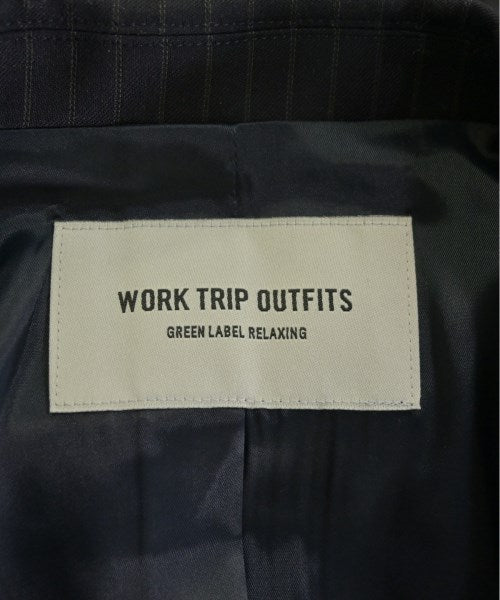 WORK TRIP OUTFITS
GREEN LABEL RELAXING